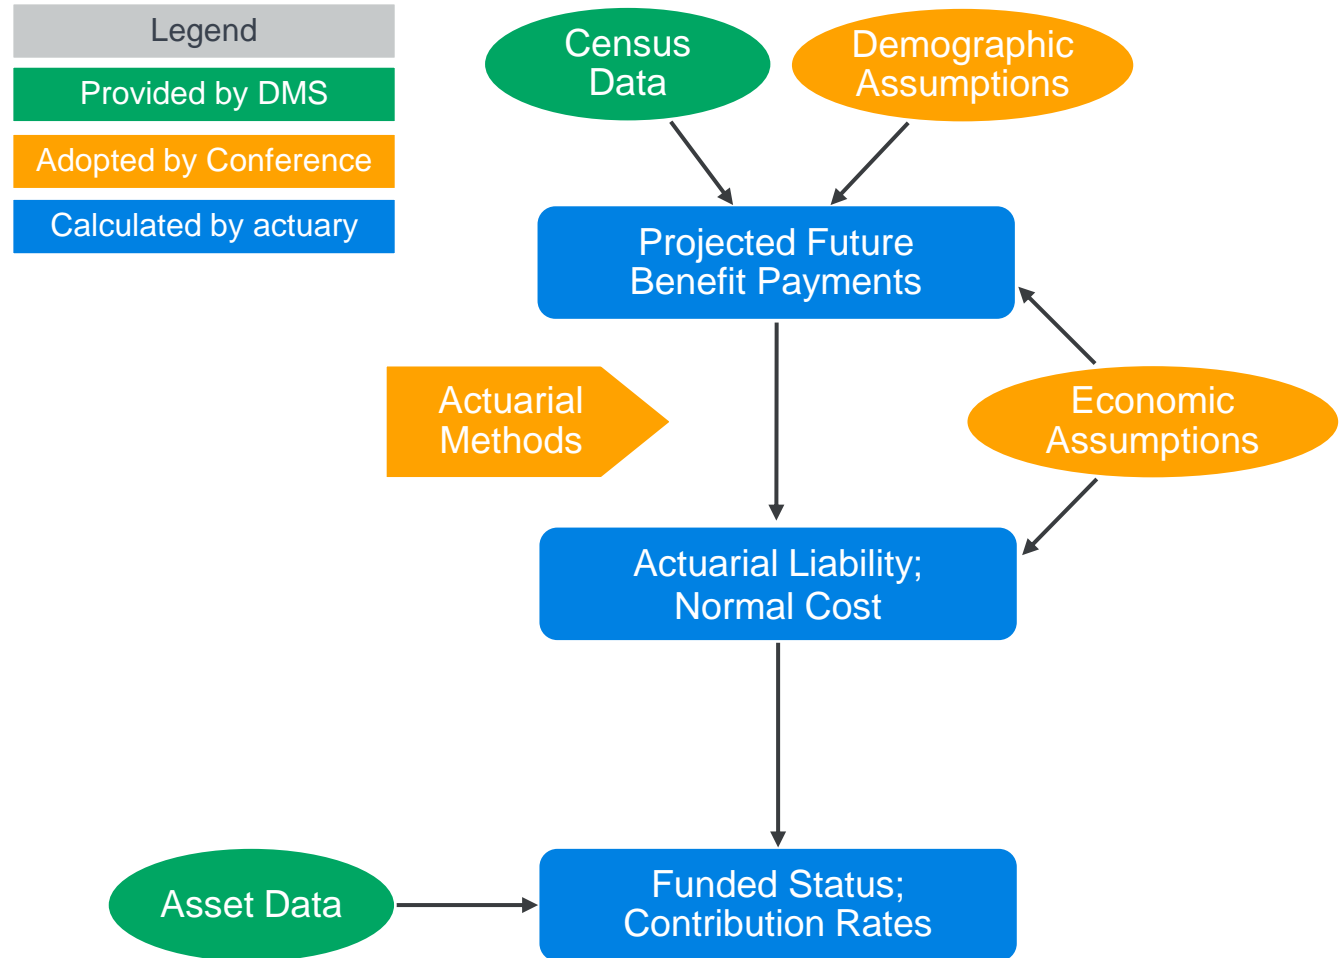 Legend
Provided by DMS
Adopted by Conference
Calculated by actuary
Census
Data
Demographic
Assumptions
Projected Future
Benefit Payments
Actuarial
Methods
Economic
Assumptions
Actuarial Liability;
Normal Cost
Asset Data
Funded Status;
Contribution Rates